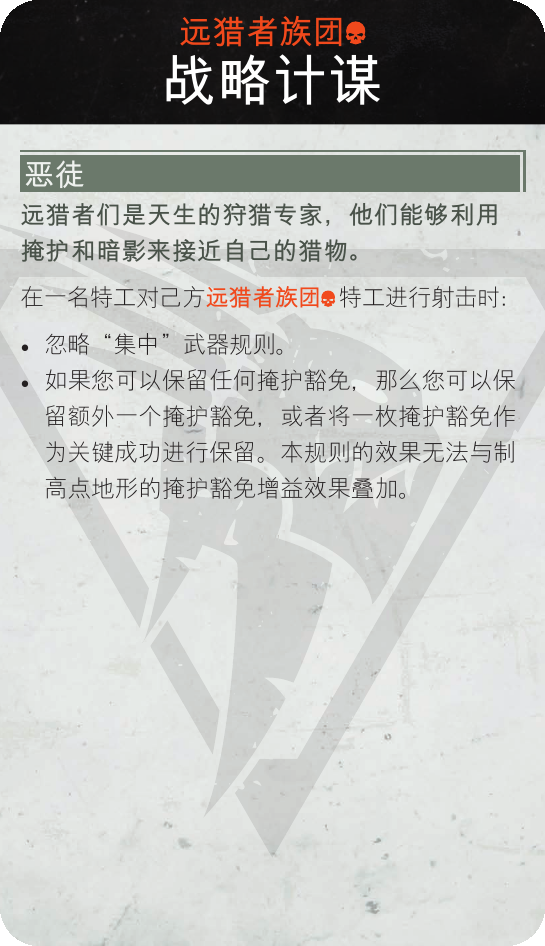 远猎者族团
战略计谋
恶徒
远猎者们是天生的狩猎专家，他们能够利用
掩护和暗影来接近自己的猎物。
在一名特工对己方远猎者族团特工进行射击时:
• 忽略“集中”武器规则。
• 如果您可以保留任何掩护豁免，那么您可以保
留额外一个掩护豁免，或者将一枚掩护豁免作
为关键成功进行保留。本规则的效果无法与制
高点地形的掩护豁免增益效果叠加。